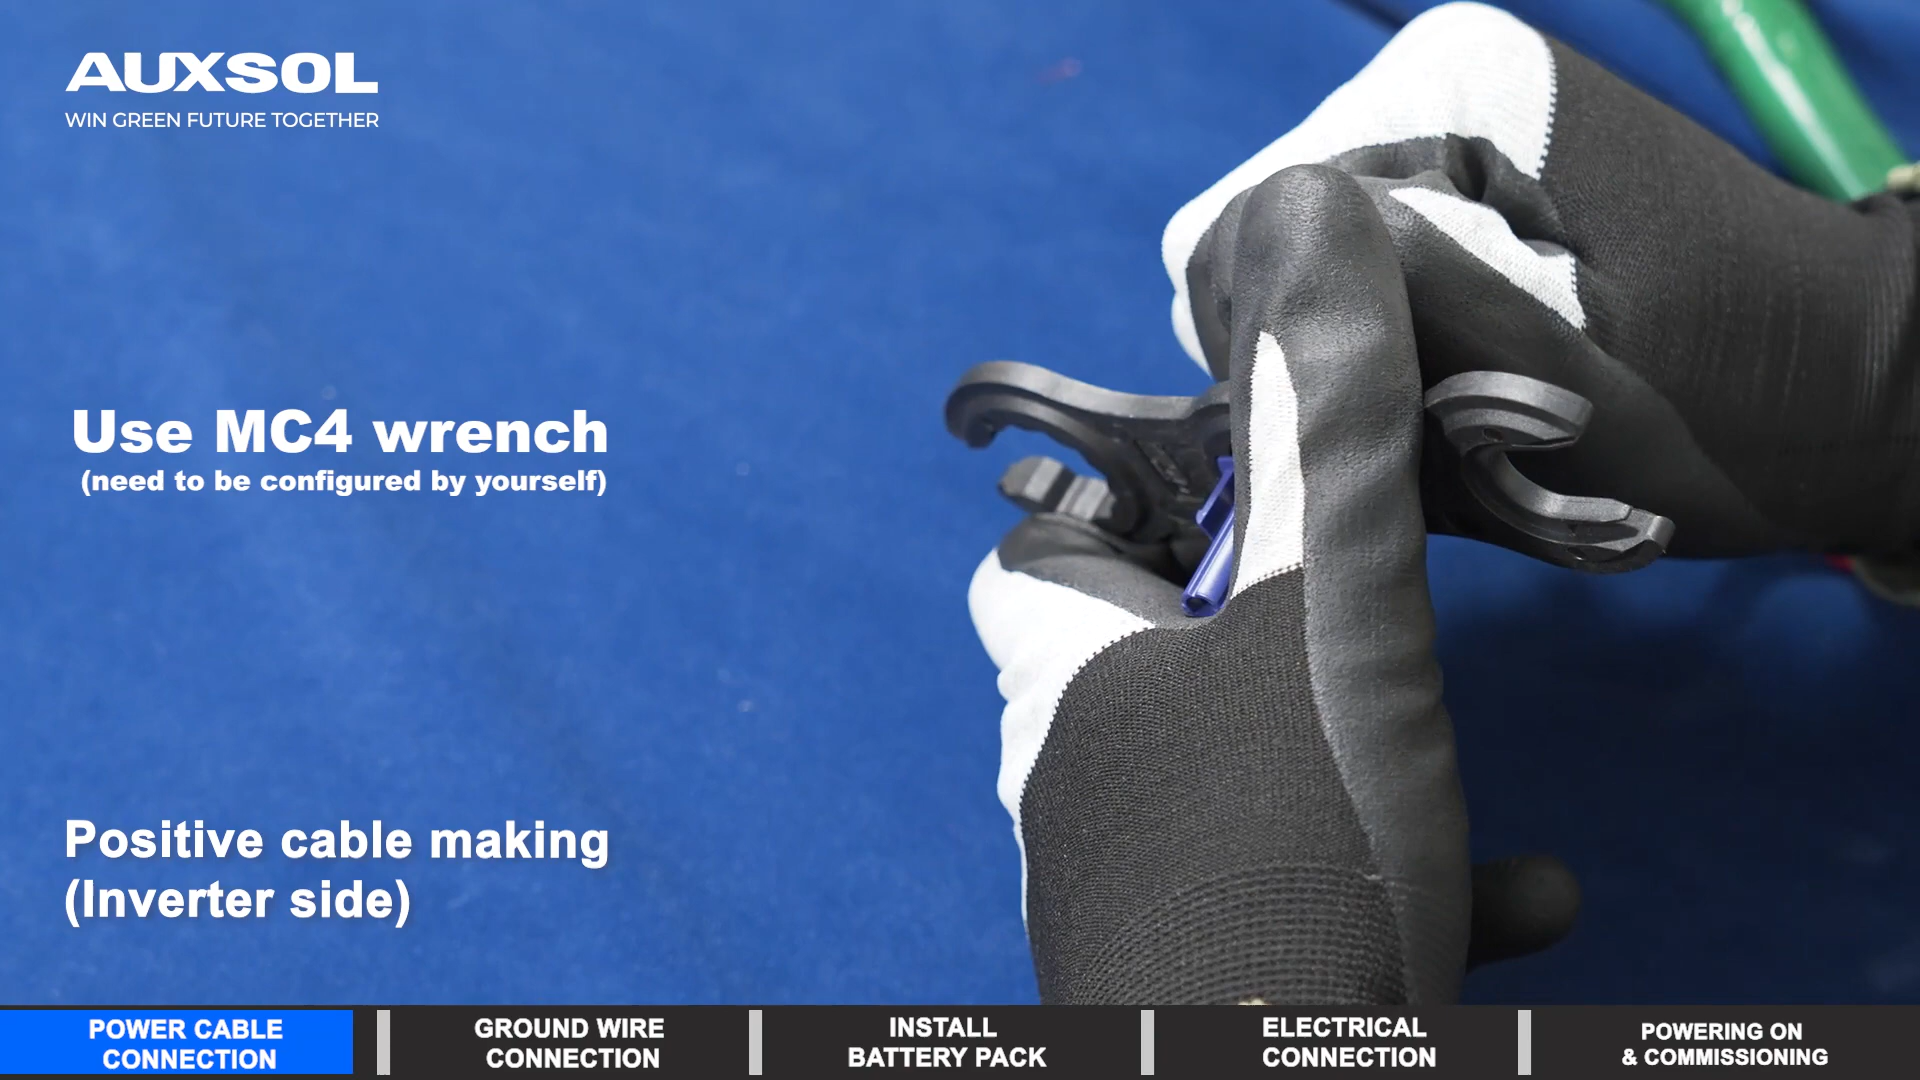 AUXSOL
WIN GREEN FUTURE TOGETHER
Use MC4 wrench
(need to be configured by yourself)
Positive cable making
(Inverter side)
POWER CABLE
CONNECTION
GROUND WIRE
CONNECTION
INSTALL
BATTERY PACK
ELECTRICAL
CONNECTION
POWERING ON
& COMMISSIONING